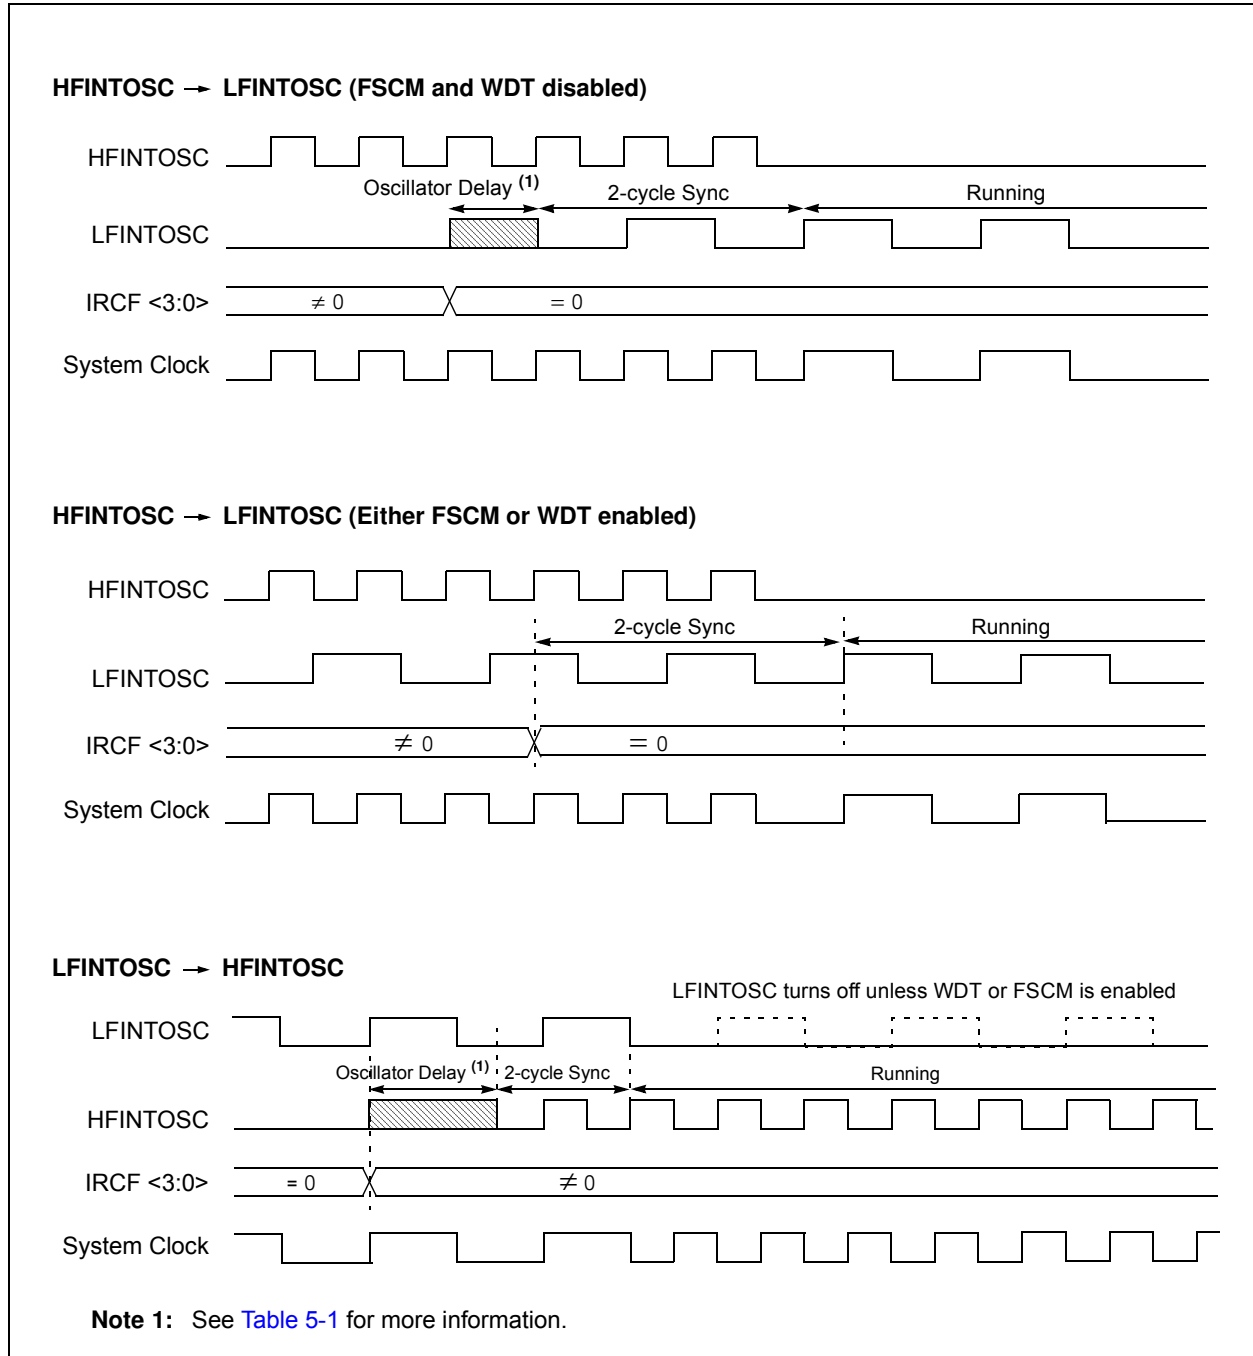 HFINTOSC → LFINTOSC (FSCM and WDT disabled)
HFINTOSC
Oscillator Delay (1) 2-cycle Sync Running
LFINTOSC
IRCF <3:0> ≠ 0 = 0
System Clock
HFINTOSC → LFINTOSC (Either FSCM or WDT enabled)
HFINTOSC
2-cycle Sync Running
LFINTOSC
IRCF <3:0> ≠ 0 = 0
System Clock
LFINTOSC → HFINTOSC
LFINTOSC turns off unless WDT or FSCM is enabled
LFINTOSC
Oscillator Delay (1) 2-cycle Sync Running
HFINTOSC
IRCF <3:0> = 0 ≠ 0
System Clock
Note 1: See Table 5-1 for more information.